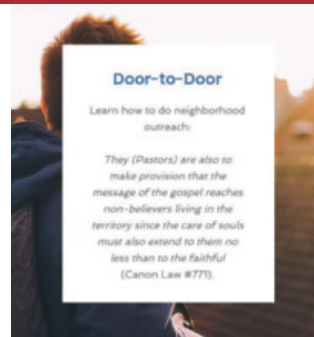 Door-to-Door
Learn how to do neighborhood
outreach:
They (Pastors) are also to
make provision that the
message of the gospel reaches
non-believers living in the
territory since the care of souls
must also extend to them no
less than to the faithful
(Canon Law #771).